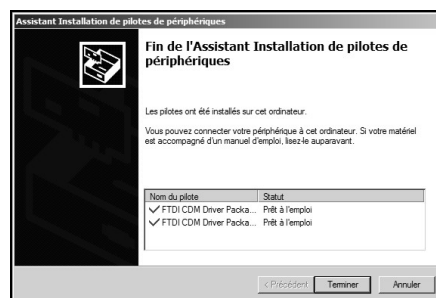 Assistant Installation de pilotes de périphériques
Fin de l'Assistant Installation de pilotes de
périphériques
Les pilotes ont été installés sur cet ordinateur.
Vous pouvez connecter votre périphérique à cet ordinateur. Si votre matériel
est accompagné d'un manuel d'emploi, lisez-le auparavant.
Nom du pilote Statut
FTDI CDM Driver Packa... Prêt à l'emploi
FTDI CDM Driver Packa... Prêt à l'emploi
< Précédent Terminer Annuler